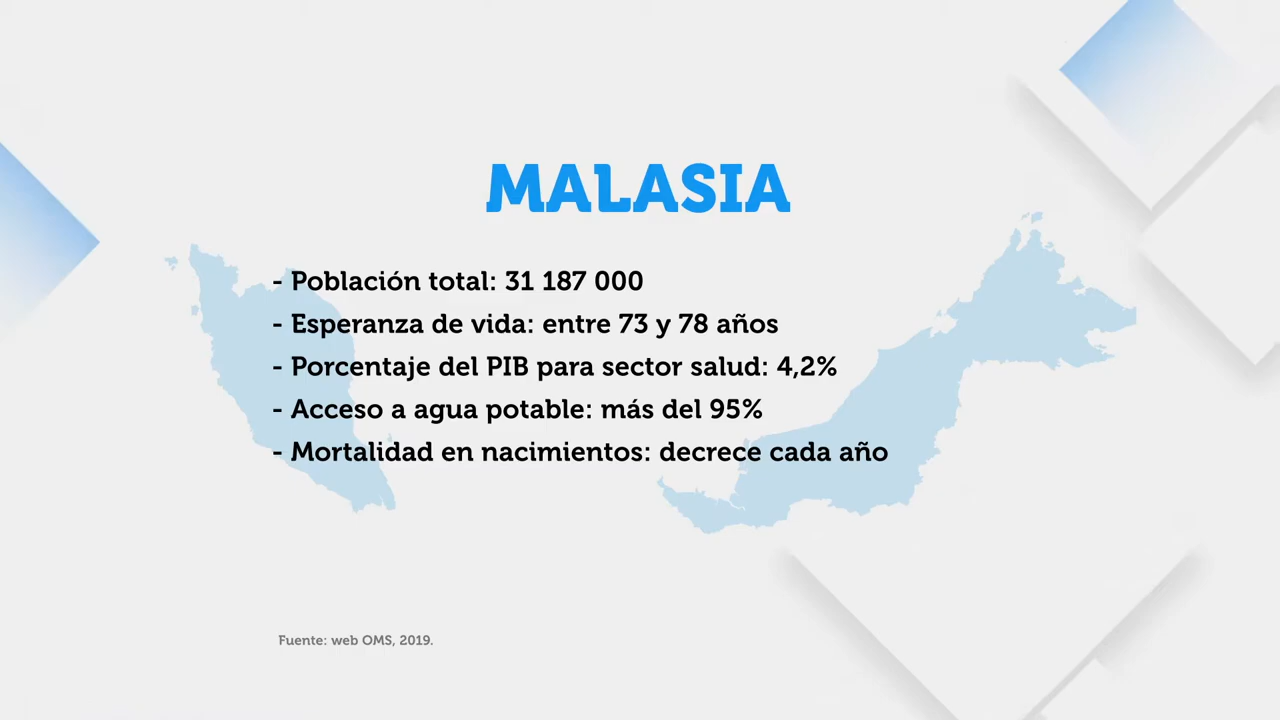 MALASIA
- Población total: 31 187 000
- Esperanza de vida: entre 73 y 78 años
- Porcentaje del PIB para sector salud: 4,2%
- Acceso a agua potable: más del 95%
- Mortalidad en nacimientos: decrece cada año
Fuente: web OMS, 2019.